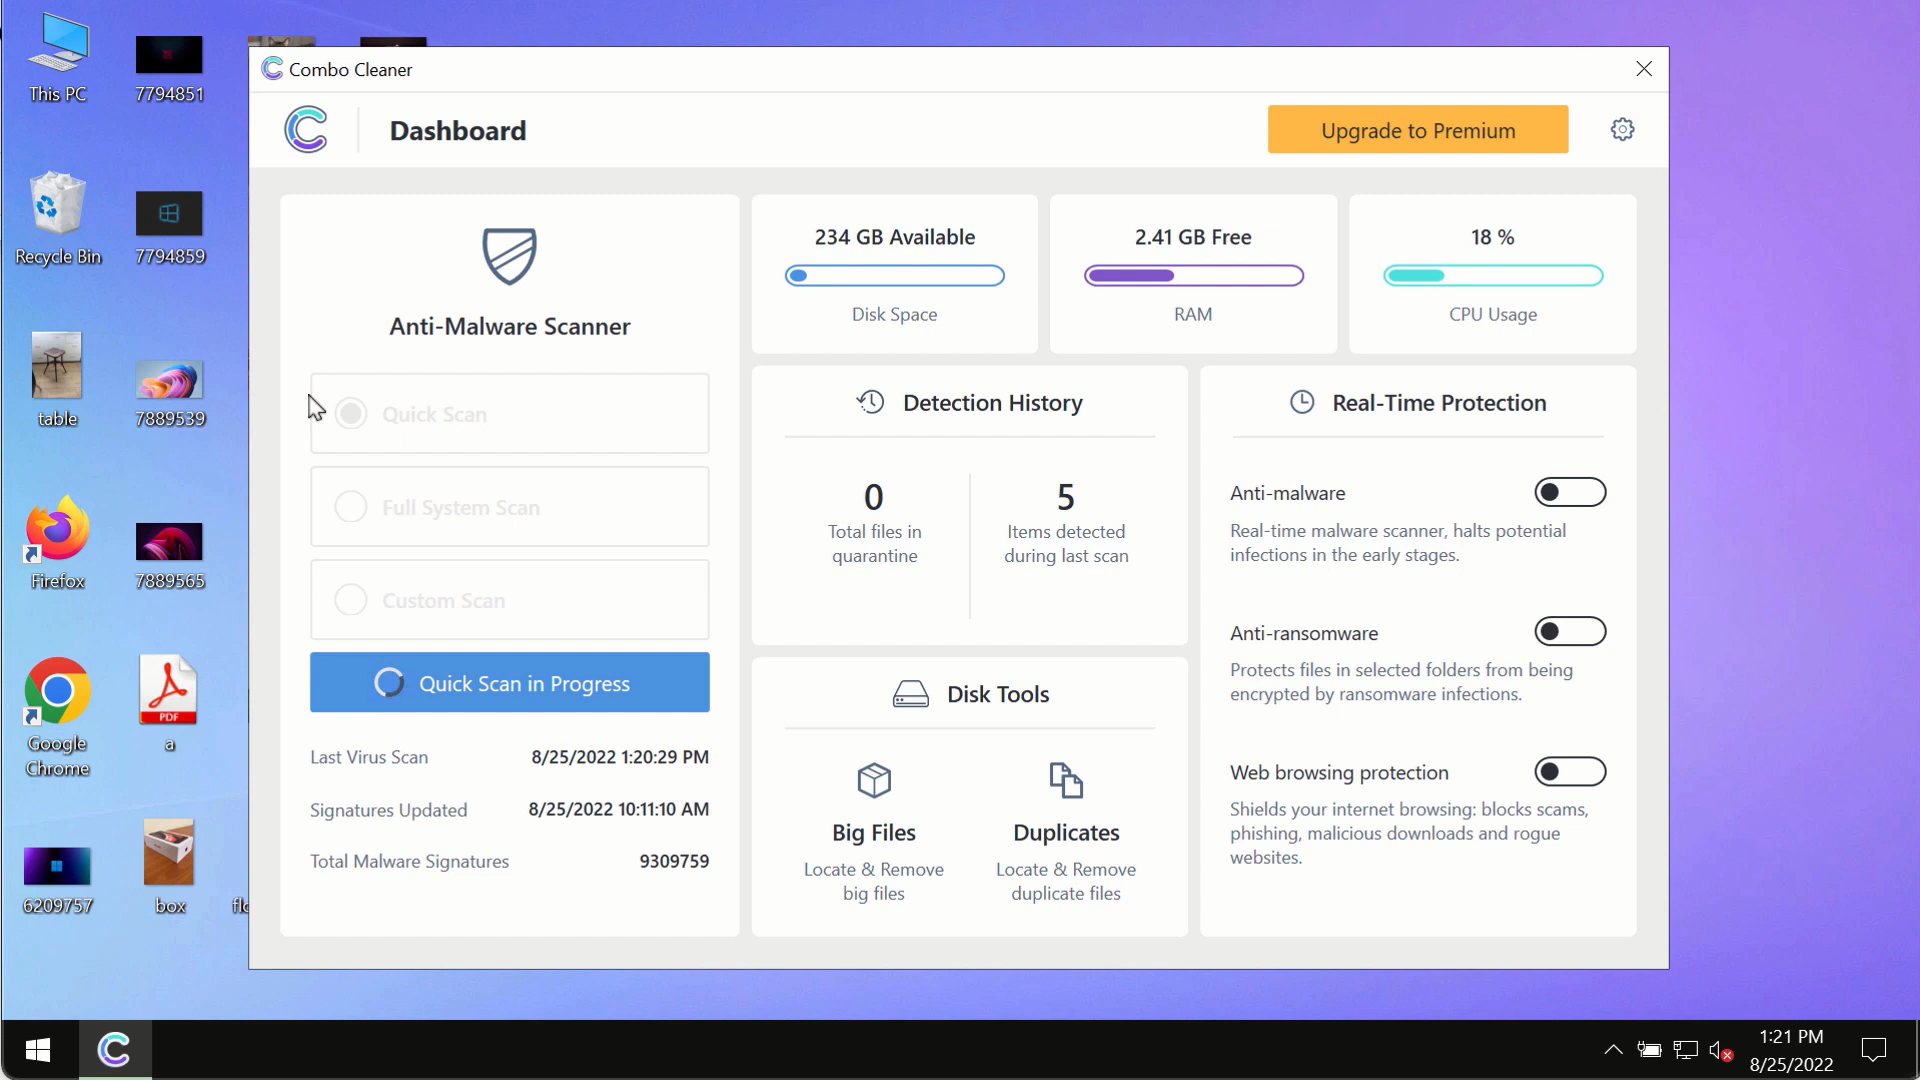 This PC
7794851
Recycle Bin
7794859
table
7889539
Firefox
7889565
Google
Chrome
PDF
a
6209757
box
Combo Cleaner
Dashboard
Upgrade to Premium
Anti-Malware Scanner
Quick Scan
Full System Scan
Custom Scan
Quick Scan in Progress
Last Virus Scan 8/25/2022 1:20:29 PM
Signatures Updated 8/25/2022 10:11:10 AM
Total Malware Signatures 9309759
234 GB Available
Disk Space
2.41 GB Free
RAM
18 %
CPU Usage
Detection History
0
Total files in
quarantine
5
Items detected
during last scan
Disk Tools
Big Files
Locate & Remove
big files
Duplicates
Locate & Remove
duplicate files
Real-Time Protection
Anti-malware
Real-time malware scanner, halts potential
infections in the early stages.
Anti-ransomware
Protects files in selected folders from being
encrypted by ransomware infections.
Web browsing protection
Shields your internet browsing: blocks scams,
phishing, malicious downloads and rogue
websites.
1:21 PM
8/25/2022